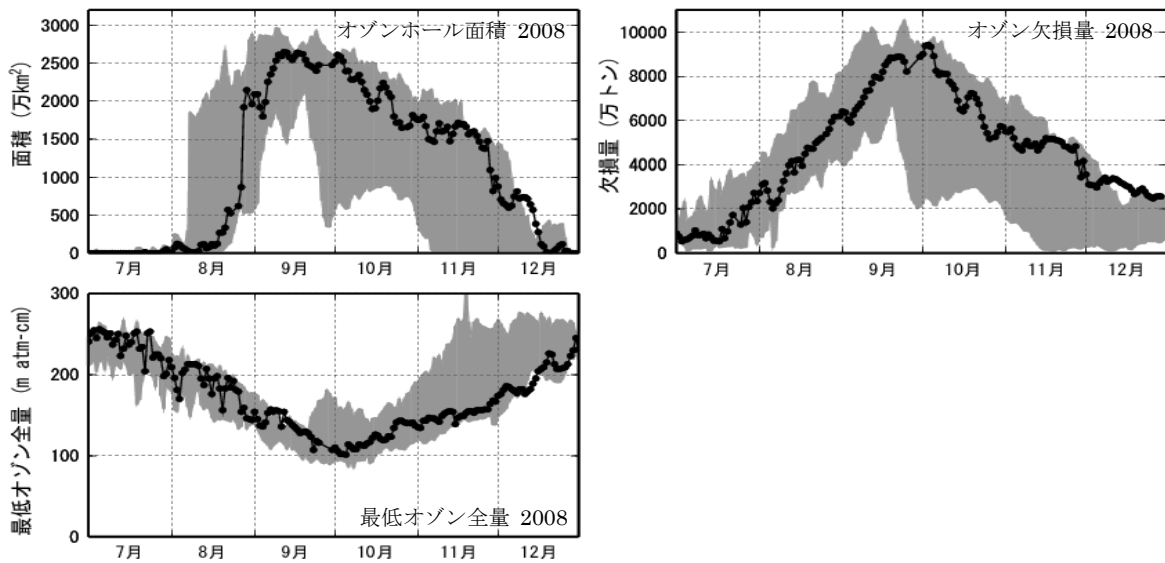 オゾンホール面積 2008
面積 (万km²)
3000
2500
2000
1500
1000
500
0
7月 8月 9月 10月 11月 12月
オゾン欠損量 2008
欠損量 (万トン)
10000
8000
6000
4000
2000
0
7月 8月 9月 10月 11月 12月
最低オゾン全量 (m atm-cm)
300
200
100
0
最低オゾン全量 2008
7月 8月 9月 10月 11月 12月